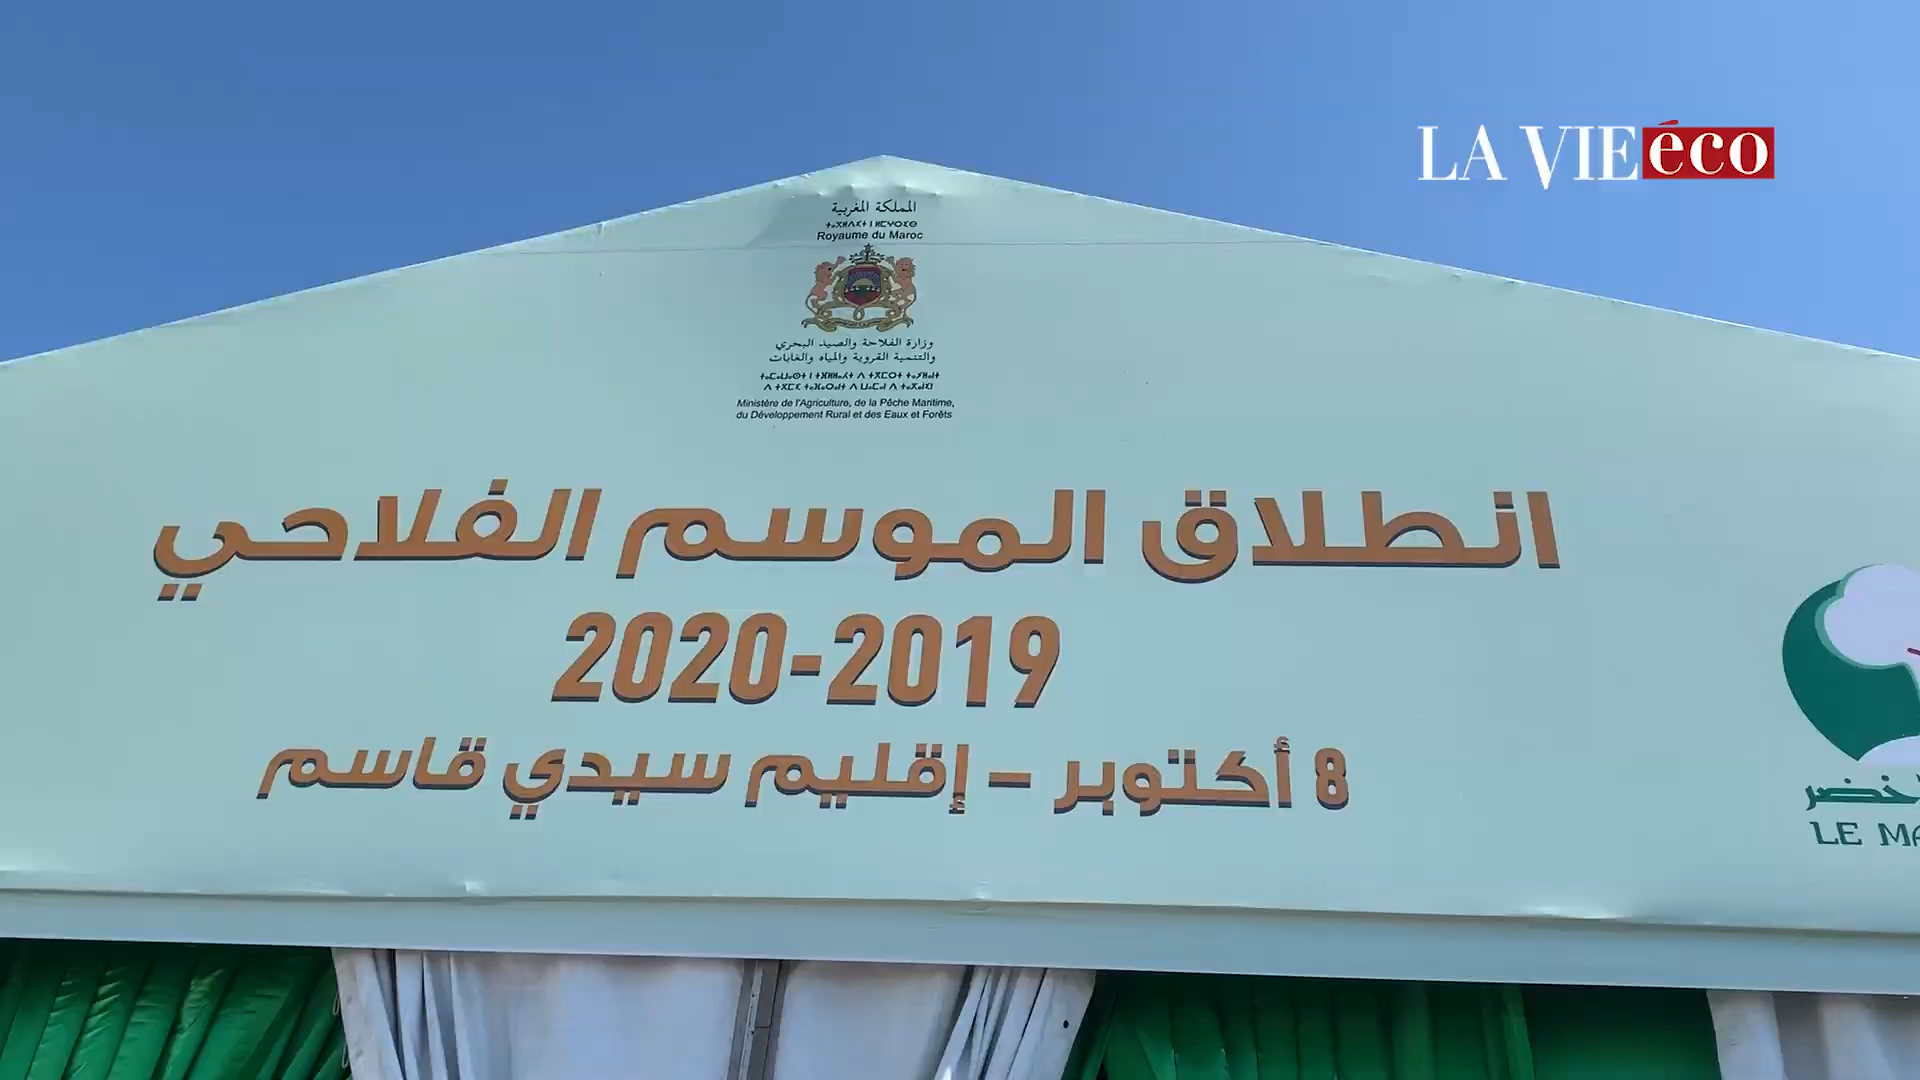 LA VIE éco
المملكة المغربية
ⵜⴰⴳⵍⴷⵉⵜ ⵏ ⵍⵎⵖⵔⵉⴱ
Royaume du Maroc
وزارة الفلاحة والصيد البحري
والتنمية القروية والمياه والغابات
Ministère de l'Agriculture, de la Pêche Maritime,
du Développement Rural et des Eaux et Forêts
انطلاق الموسم الفلاحي
2020-2019
8 أكتوبر – إقليم سيدي قاسم
LE